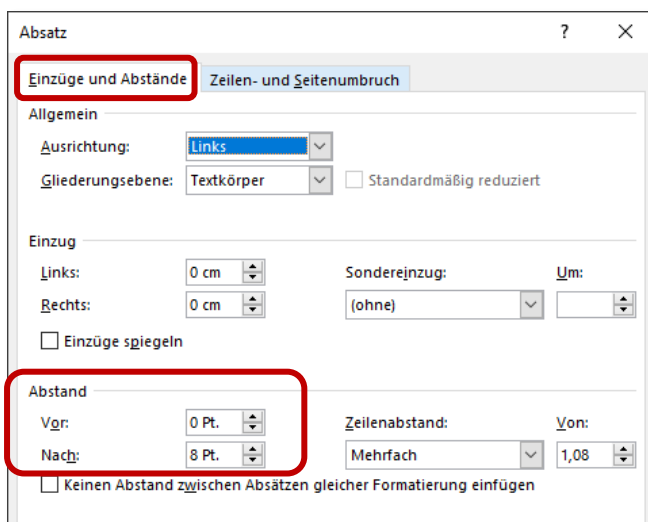 Absatz ? ×
Einzüge und Abstände Zeilen- und Seitenumbruch
Allgemein
Ausrichtung: Links
Gliederungsebene: Textkörper Standardmäßig reduziert
Einzug
Links: 0 cm Sondereinzug: Um:
Rechts: 0 cm (ohne)
Einzüge spiegeln
Abstand
Vor: 0 Pt. Zeilenabstand: Von:
Nach: 8 Pt. Mehrfach 1,08
Keinen Abstand zwischen Absätzen gleicher Formatierung einfügen